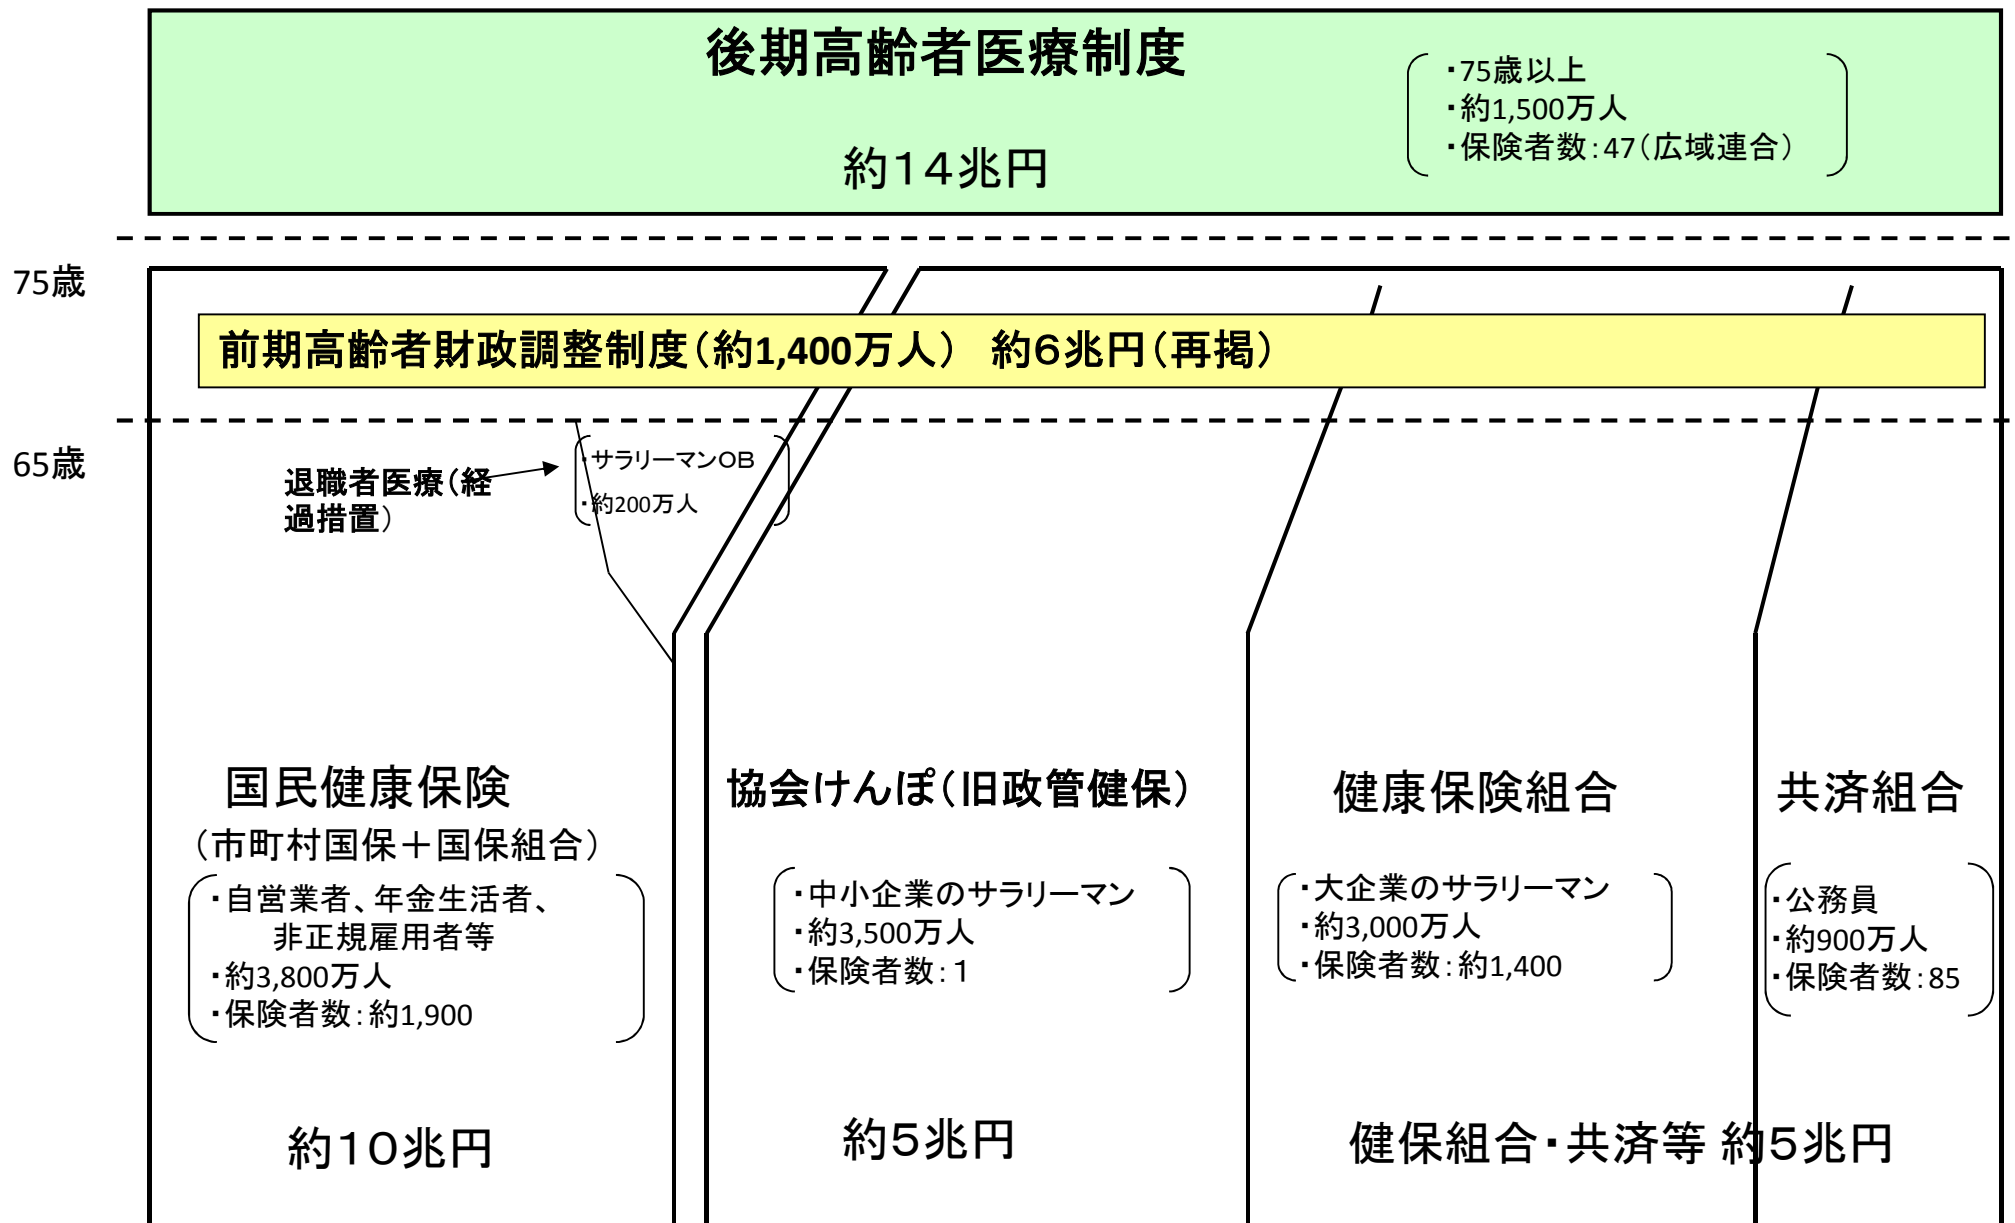 後期高齢者医療制度
約14兆円
・75歳以上
・約1,500万人
・保険者数：47（広域連合）
75歳
前期高齢者財政調整制度（約1,400万人）　約6兆円（再掲）
65歳
退職者医療（経
過措置）
・サラリーマンOB
・約200万人
国民健康保険
（市町村国保＋国保組合）
・自営業者、年金生活者、
非正規雇用者等
・約3,800万人
・保険者数：約1,900
約10兆円
協会けんぽ（旧政管健保）
・中小企業のサラリーマン
・約3,500万人
・保険者数：1
約5兆円
健康保険組合
・大企業のサラリーマン
・約3,000万人
・保険者数：約1,400
共済組合
・公務員
・約900万人
・保険者数：85
健保組合・共済等 約5兆円